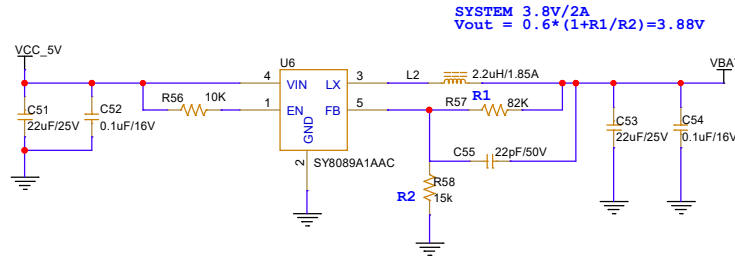 SYSTEM 3.8V/2A
Vout = 0.6*(1+R1/R2)=3.88V
VCC_5V
U6
VBAT
4 VIN LX 3 L2 2.2uH/1.85A
R56 10K
1 EN FB 5 R57 R1 82K
GND
C51
22uF/25V
C52
0.1uF/16V
C53
22uF/25V
C54
0.1uF/16V
2
SY8089A1AAC
C55 22pF/50V
R2 R58
15k